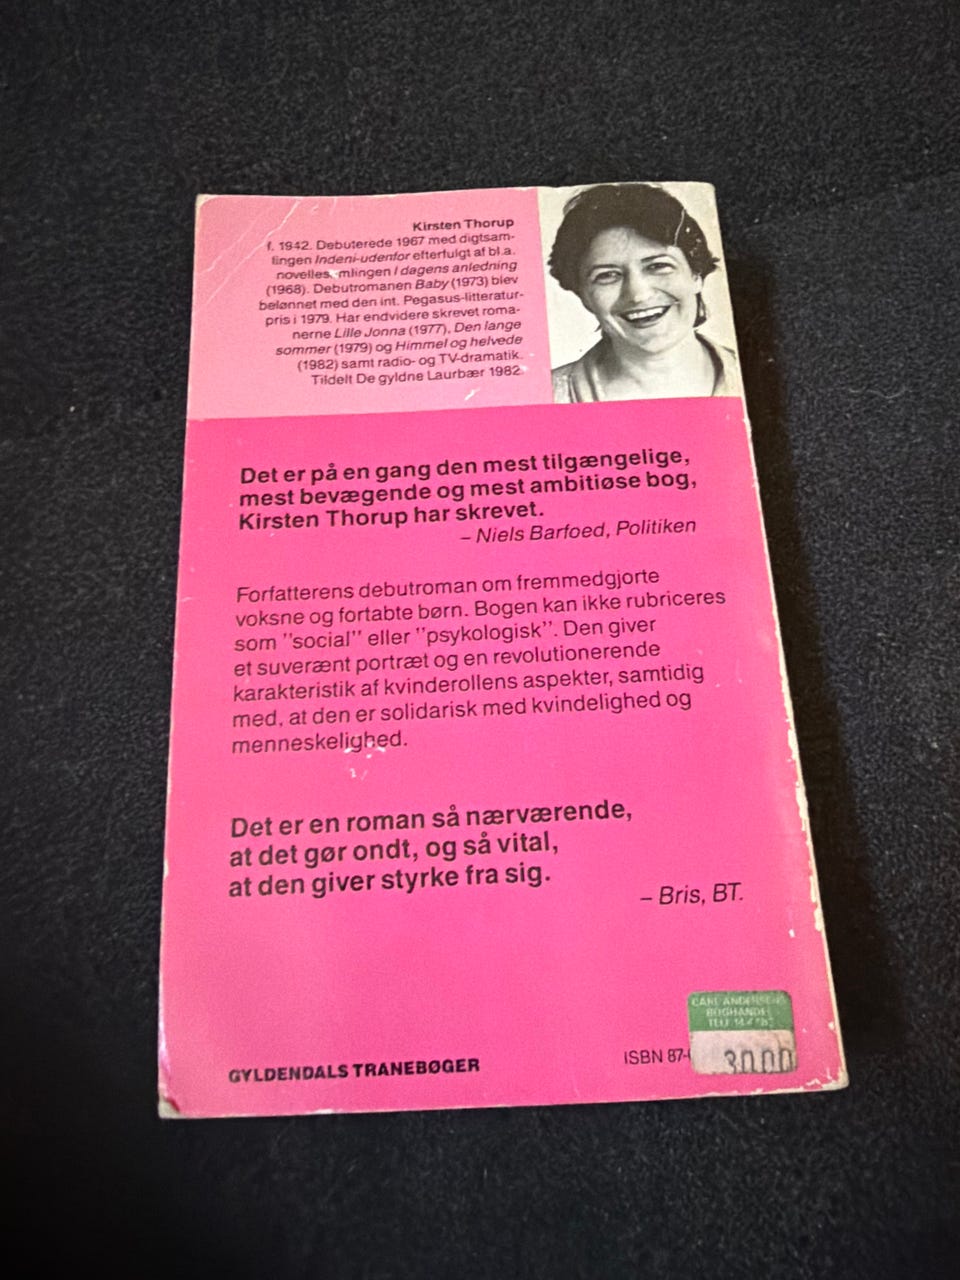 Kirsten Thorup
f. 1942. Debuterede 1967 med digtsam-
lingen Indeni-udenfor efterfulgt af bl.a.
novelles mlingen I dagens anledning
(1968). Debutromanen Baby (1973) blev
belønnet med den int. Pegasus-litteratur-
pris i 1979. Har endvidere skrevet roma-
nerne Lille Jonna (1977), Den lange
sommer (1979) og Himmel og helvede
(1982) samt radio- og TV-dramatik.
Tildelt De gyldne Laurbær 1982.
Det er på en gang den mest tilgængelige,
mest bevægende og mest ambitiøse bog,
Kirsten Thorup har skrevet.
– Niels Barfoed, Politiken
Forfatterens debutroman om fremmedgjorte
voksne og fortabte børn. Bogen kan ikke rubriceres
som "social" eller "psykologisk". Den giver
et suverænt portræt og en revolutionerende
karakteristik af kvinderollens aspekter, samtidig
med, at den er solidarisk med kvindelighed og
menneskelighed.
Det er en roman så nærværende,
at det gør ondt, og så vital,
at den giver styrke fra sig.
– Bris, BT.
CARL ANDERSENS
BOGHANDEL
TELF.
30.00
GYLDENDALS TRANEBØGER
ISBN 87-